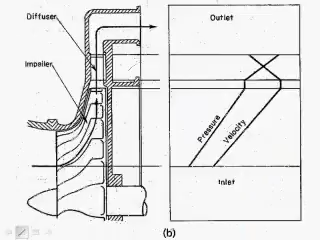 Diffuser
Outlet
Impeller
Pressure
Velocity
Inlet
(b)